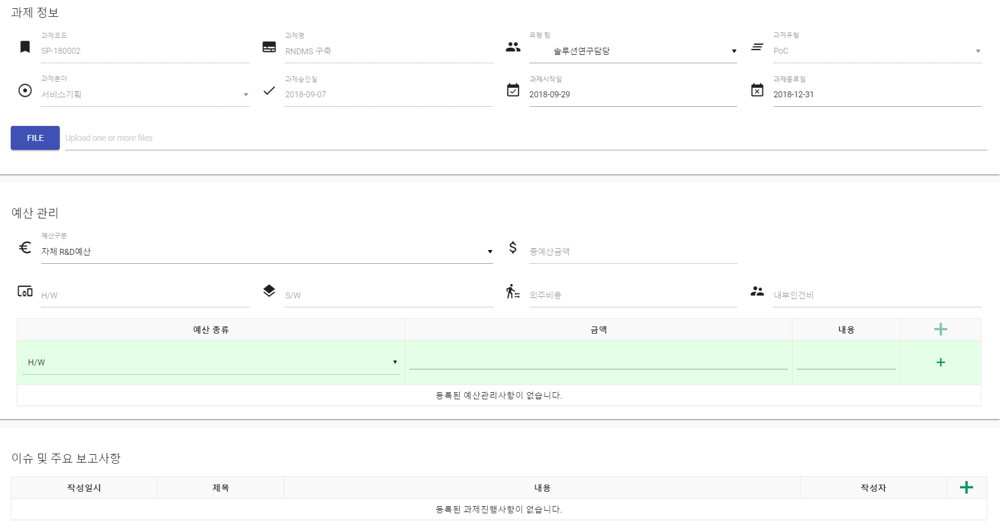 과제 정보
과제코드
SP-180002
과제명
RNDMS 구축
요청 팀
솔루션연구담당
과제유형
PoC
과제분야
서비스기획
과제승인일
2018-09-07
과제시작일
2018-09-29
과제종료일
2018-12-31
FILE
Upload one or more files
예산 관리
예산구분
자체 R&D예산
총예산금액
H/W
S/W
외주비용
내부인건비
예산 종류 금액 내용
H/W
등록된 예산관리사항이 없습니다.
이슈 및 주요 보고사항
작성일시 제목 내용 작성자
등록된 과제진행사항이 없습니다.